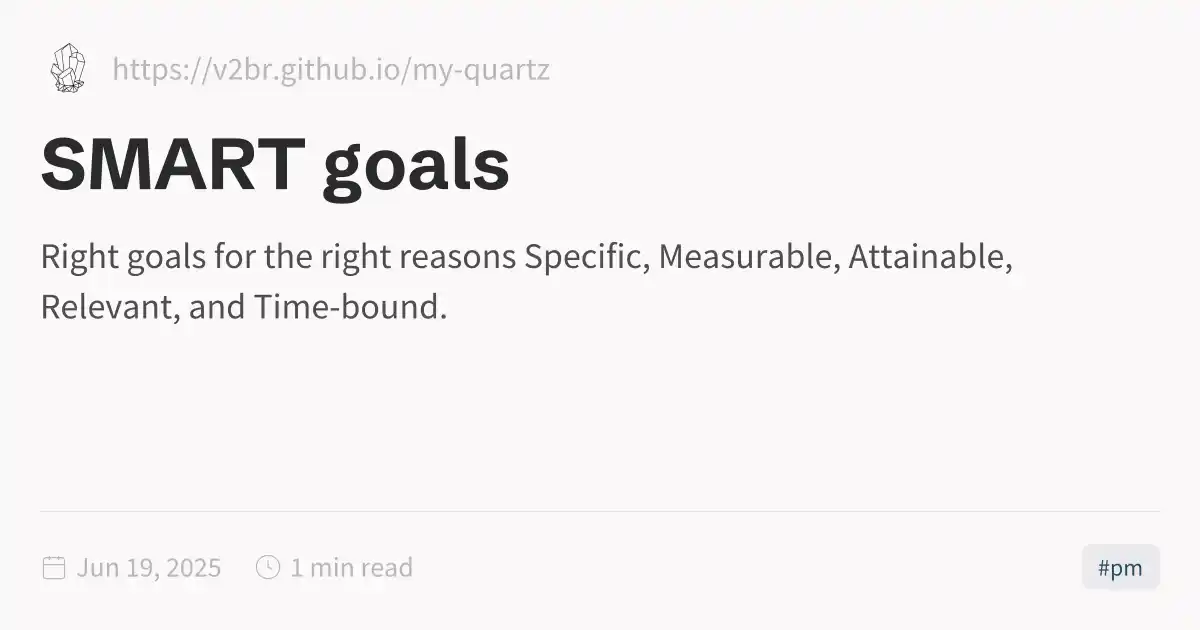 https://v2br.github.io/my-quartz
SMART goals
Right goals for the right reasons Specific, Measurable, Attainable,
Relevant, and Time-bound.
Jun 19, 2025 1 min read #pm